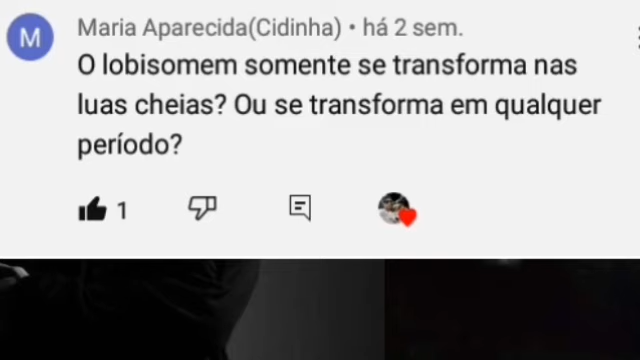 M
Maria Aparecida(Cidinha) • há 2 sem.
O lobisomem somente se transforma nas
luas cheias? Ou se transforma em qualquer
período?
1